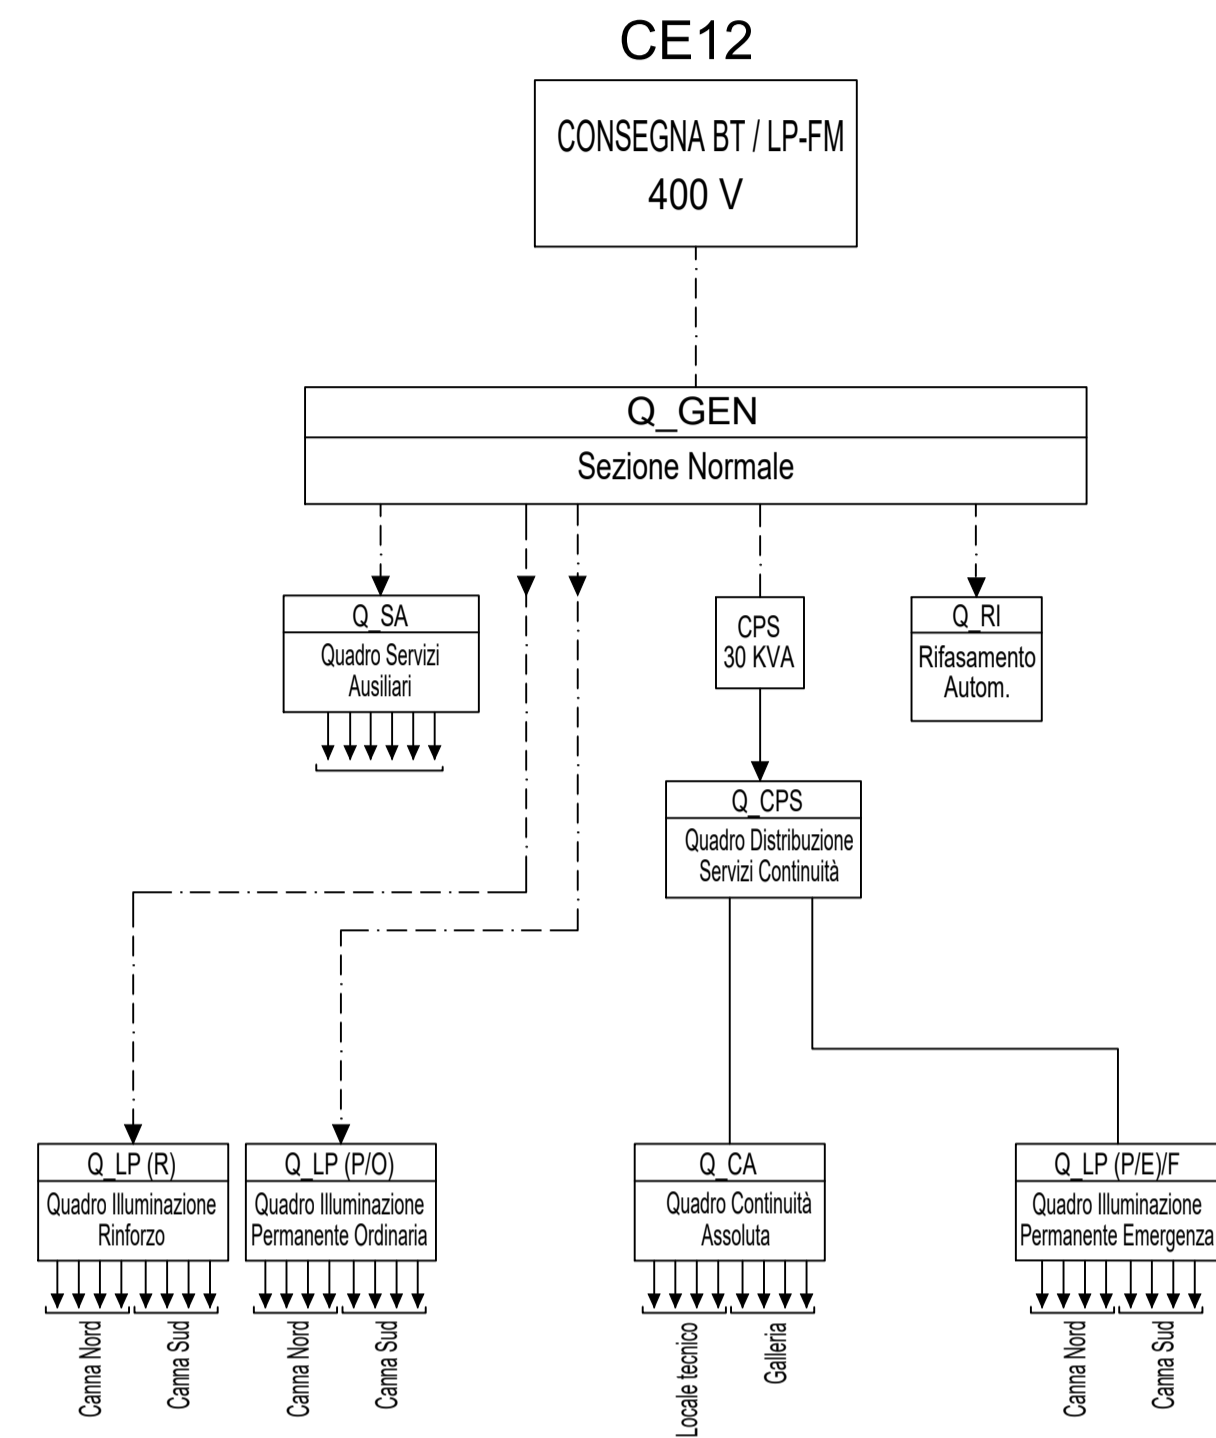 CE12
CONSEGNA BT / LP-FM
400 V
Q_GEN
Sezione Normale
Q_SA
Quadro Servizi
Ausiliari
CPS
30 KVA
Q_RI
Rifasamento
Autom.
Q_CPS
Quadro Distribuzione
Servizi Continuità
Q_LP (R)
Quadro Illuminazione
Rinforzo
Canna Nord
Canna Sud
Q_LP (P/O)
Quadro Illuminazione
Permanente Ordinaria
Canna Nord
Canna Sud
Q_CA
Quadro Continuità
Assoluta
Locale tecnico
Galleria
Q_LP (P/E)/F
Quadro Illuminazione
Permanente Emergenza
Canna Nord
Canna Sud